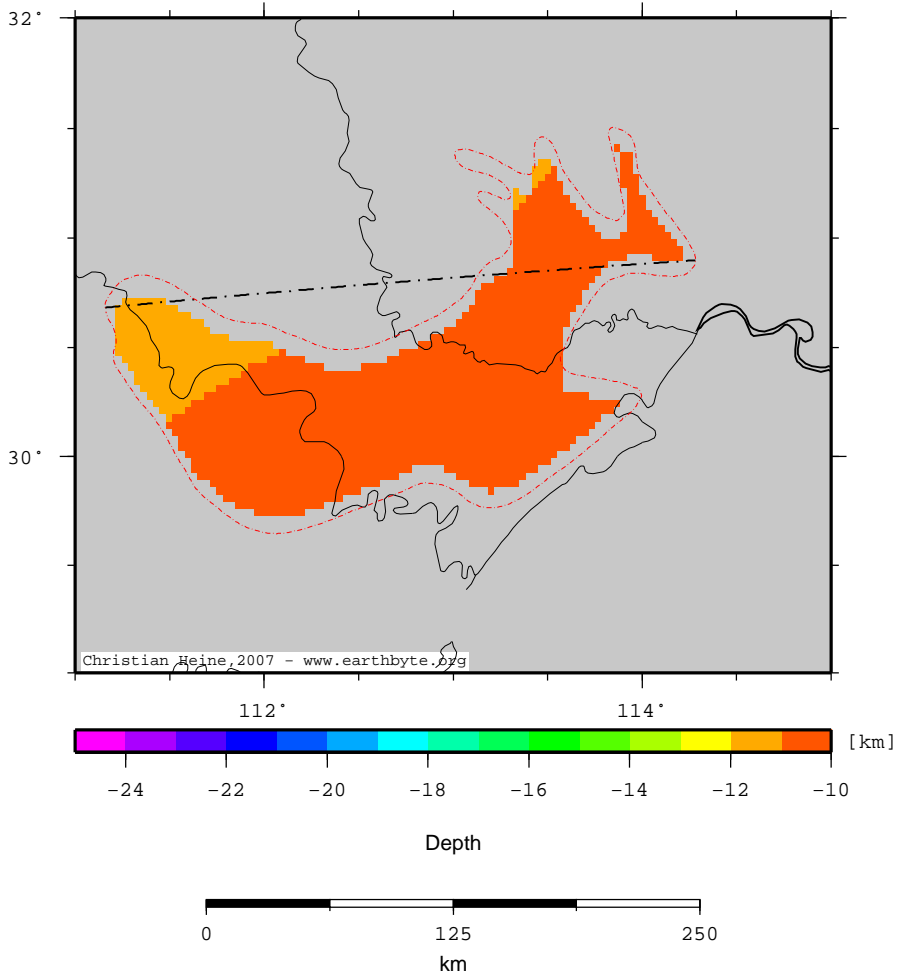 32°
30°
Christian Heine,2007 - www.earthbyte.org
112° 114°
[km]
-24 -22 -20 -18 -16 -14 -12 -10
Depth
0 125 250
km